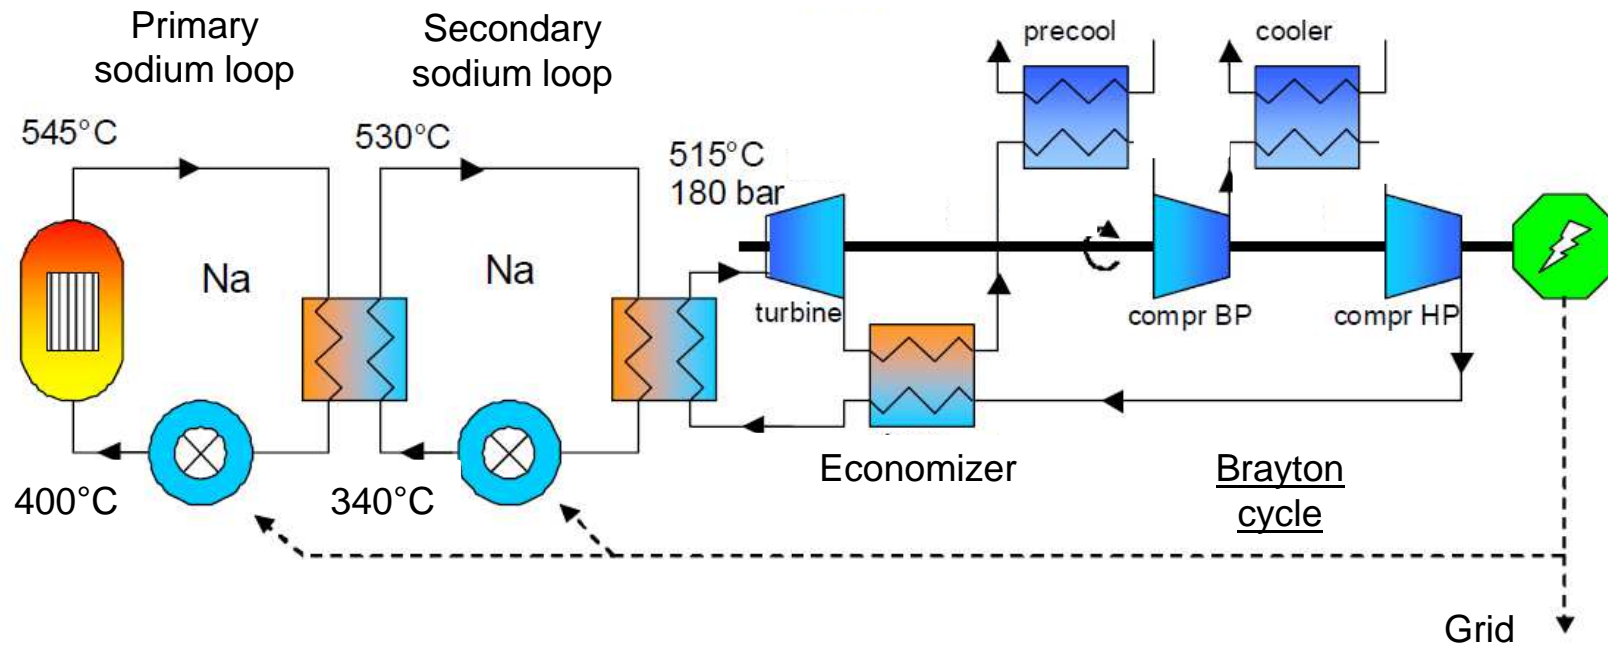 Primary
sodium loop
Secondary
sodium loop
precool
cooler
545°C
530°C
515°C
180 bar
Na
Na
turbine
compr BP
compr HP
Economizer
Brayton
cycle
400°C
340°C
Grid